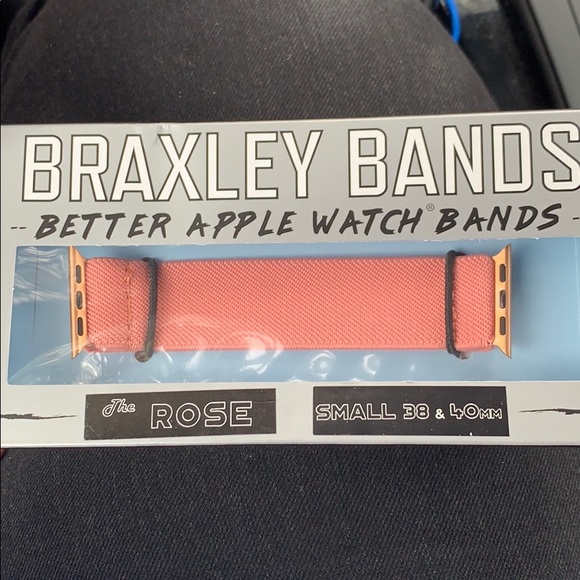 BRAXLEY BANDS
-- BETTER APPLE WATCH® BANDS --
The ROSE
SMALL 38 & 40MM